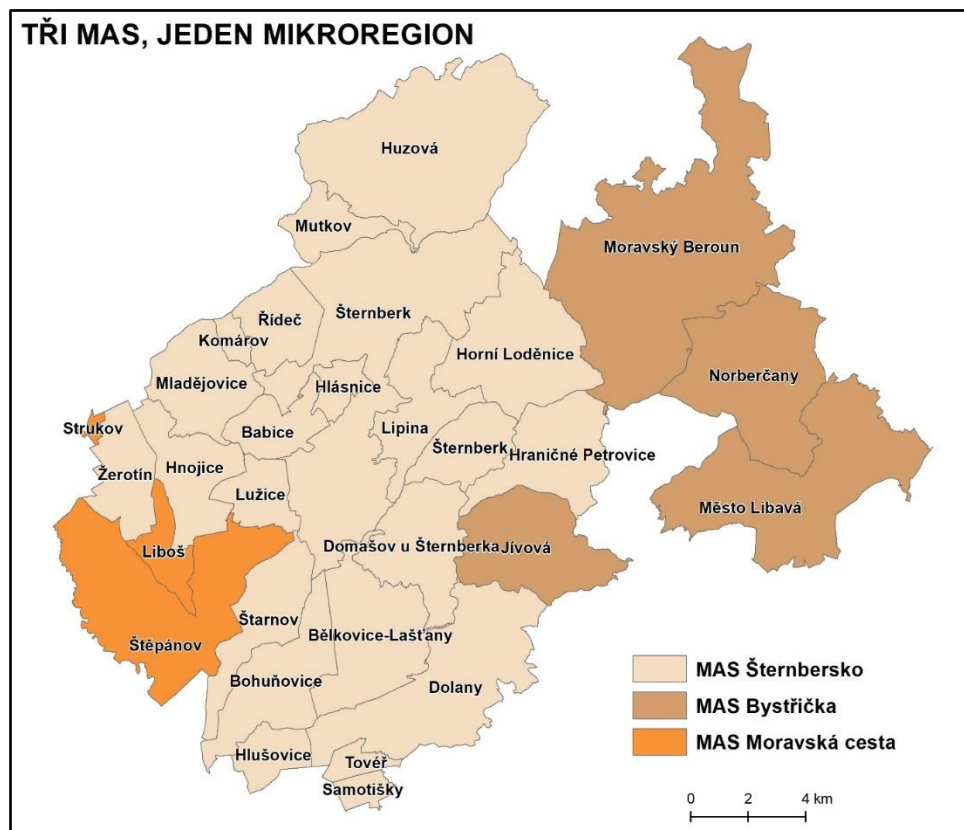 TŘI MAS, JEDEN MIKROREGION
Huzová
Mutkov
Moravský Beroun
Řídeč
Šternberk
Komárov
Horní Loděnice
Mladějovice
Hlásnice
Norberčany
Strukov
Babice
Lipina
Šternberk
Hraničné Petrovice
Žerotín
Hnojice
Lužice
Město Libavá
Liboš
Domašov u Šternberka
Jívová
Štarnov
Bělkovice-Lašťany
Štěpánov
Bohuňovice
Dolany
MAS Šternbersko
MAS Bystřička
MAS Moravská cesta
Hlušovice
Tovéř
Samotišky
0 2 4 km